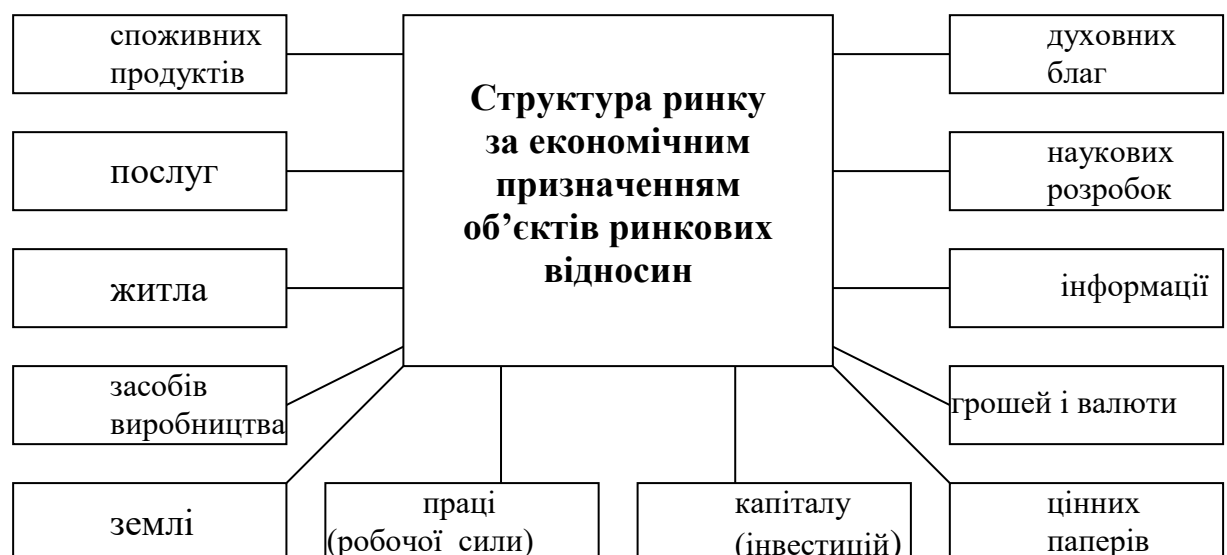 Структура ринку
за економічним
призначенням
об’єктів ринкових
відносин
споживних
продуктів
послуг
житла
засобів
виробництва
землі
праці
(робочої сили)
капіталу
(інвестицій)
духовних
благ
наукових
розробок
інформації
грошей і валюти
цінних
паперів